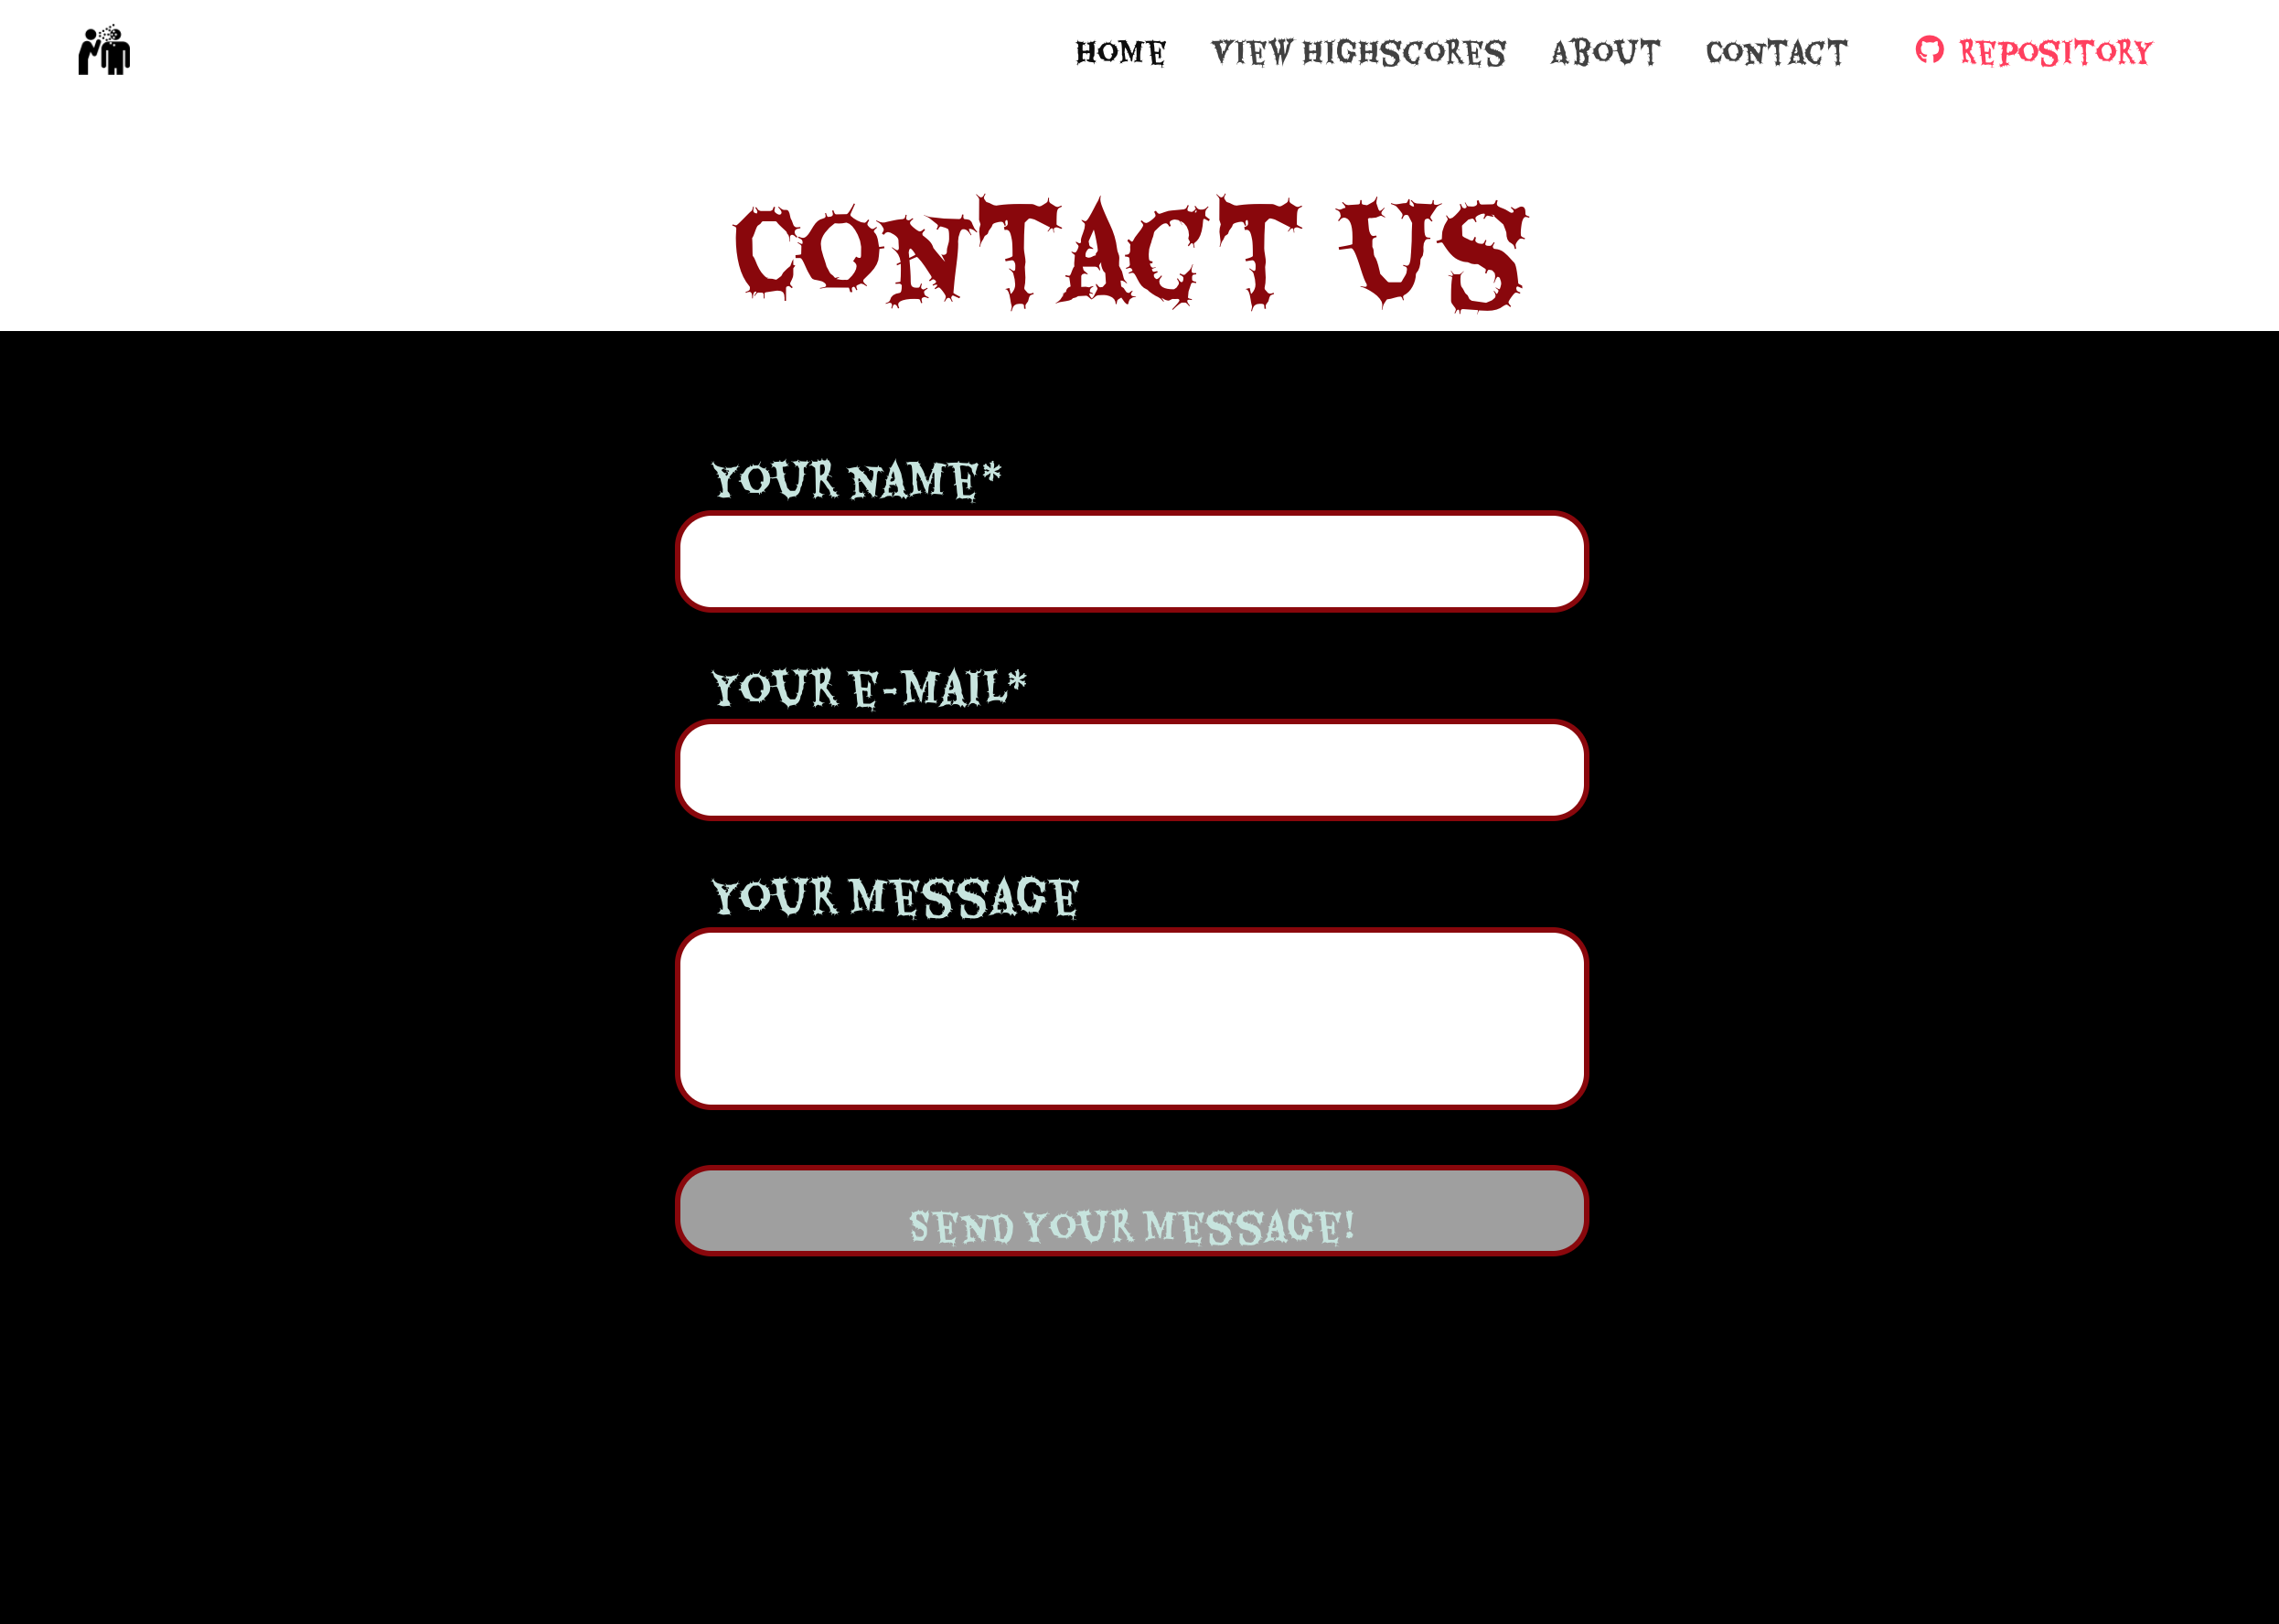 HOME VIEW HIGHSCORES ABOUT CONTACT REPOSITORY
CONTACT US
YOUR NAME*
YOUR E-MAIL*
YOUR MESSAGE
SEND YOUR MESSAGE!